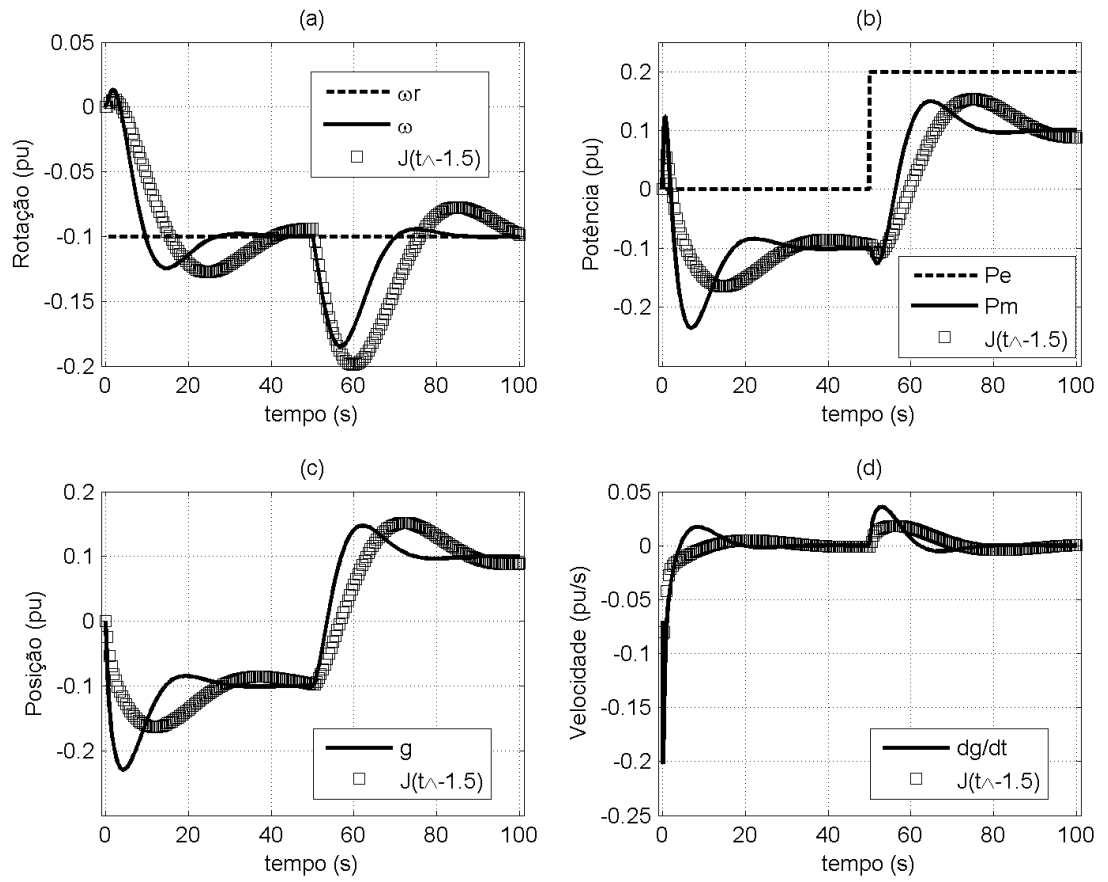 (a)
0.05
0
-0.05
-0.1
-0.15
-0.2
0 20 40 60 80 100
Rotação (pu)
tempo (s)
ωr
ω
J(t∧-1.5)
(b)
0.2
0.1
0
-0.1
-0.2
0 20 40 60 80 100
Potência (pu)
tempo (s)
Pe
Pm
J(t∧-1.5)
(c)
0.2
0.1
0
-0.1
-0.2
0 20 40 60 80 100
Posição (pu)
tempo (s)
g
J(t∧-1.5)
(d)
0.05
0
-0.05
-0.1
-0.15
-0.2
-0.25
0 20 40 60 80 100
Velocidade (pu/s)
tempo (s)
dg/dt
J(t∧-1.5)